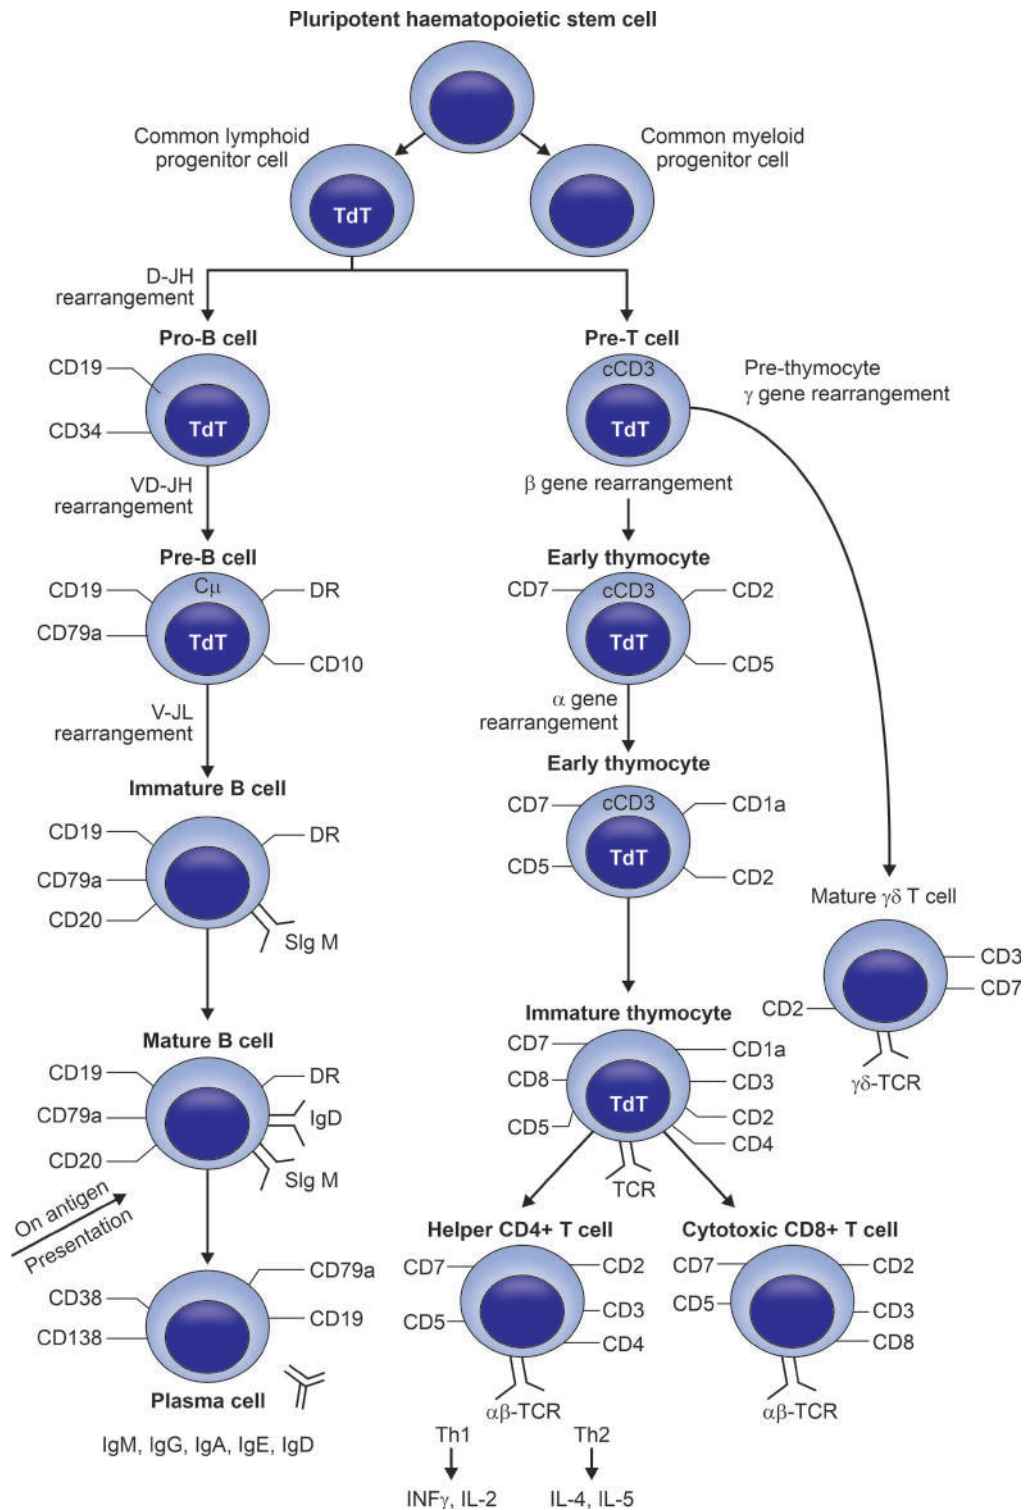 Pluripotent haematopoietic stem cell
Common lymphoid
progenitor cell
Common myeloid
progenitor cell
TdT
D-JH
rearrangement
Pro-B cell
CD19
CD34
TdT
VD-JH
rearrangement
Pre-B cell
CD19
Cμ
DR
CD79a
TdT
CD10
V-JL
rearrangement
Immature B cell
CD19
DR
CD79a
CD20
SIg M
Mature B cell
CD19
DR
CD79a
IgD
CD20
SIg M
On antigen
Presentation
CD79a
CD38
CD19
CD138
Plasma cell
IgM, IgG, IgA, IgE, IgD
Pre-T cell
cCD3
TdT
Pre-thymocyte
γ gene rearrangement
β gene rearrangement
Early thymocyte
CD7
cCD3
CD2
TdT
CD5
α gene
rearrangement
Early thymocyte
CD7
cCD3
CD1a
TdT
CD5
CD2
Mature γδ T cell
CD3
CD7
CD2
γδ-TCR
Immature thymocyte
CD7
CD1a
CD8
CD3
TdT
CD2
CD5
CD4
TCR
Helper CD4+ T cell
CD7
CD2
CD3
CD5
CD4
αβ-TCR
Th1
Th2
INFγ, IL-2
IL-4, IL-5
Cytotoxic CD8+ T cell
CD7
CD2
CD5
CD3
CD8
αβ-TCR